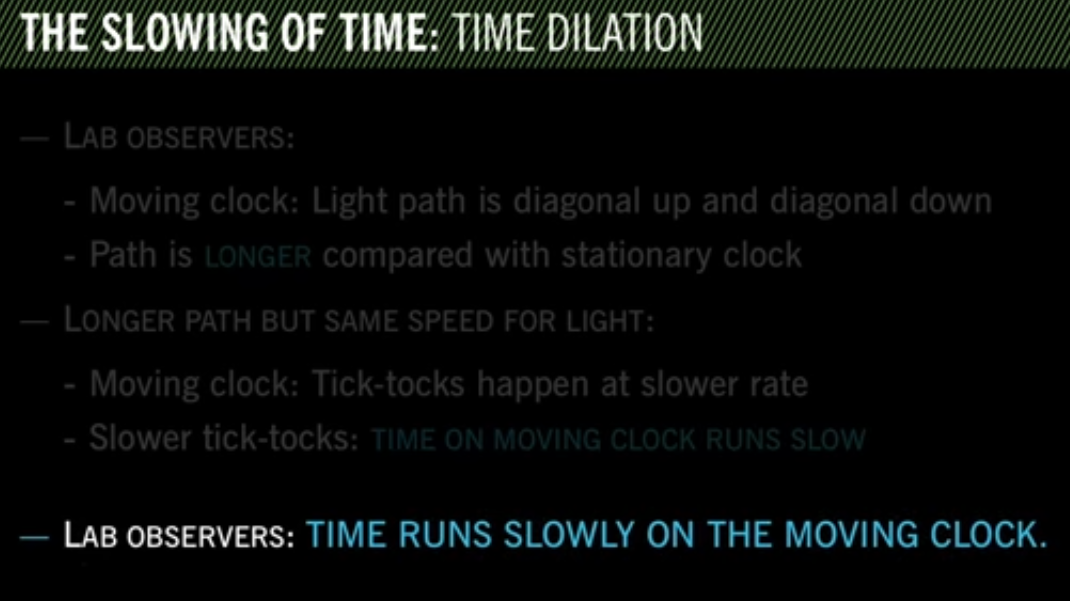 THE SLOWING OF TIME: TIME DILATION
— LAB OBSERVERS:
- Moving clock: Light path is diagonal up and diagonal down
- Path is LONGER compared with stationary clock
— LONGER PATH BUT SAME SPEED FOR LIGHT:
- Moving clock: Tick-tocks happen at slower rate
- Slower tick-tocks: TIME ON MOVING CLOCK RUNS SLOW
— LAB OBSERVERS: TIME RUNS SLOWLY ON THE MOVING CLOCK.